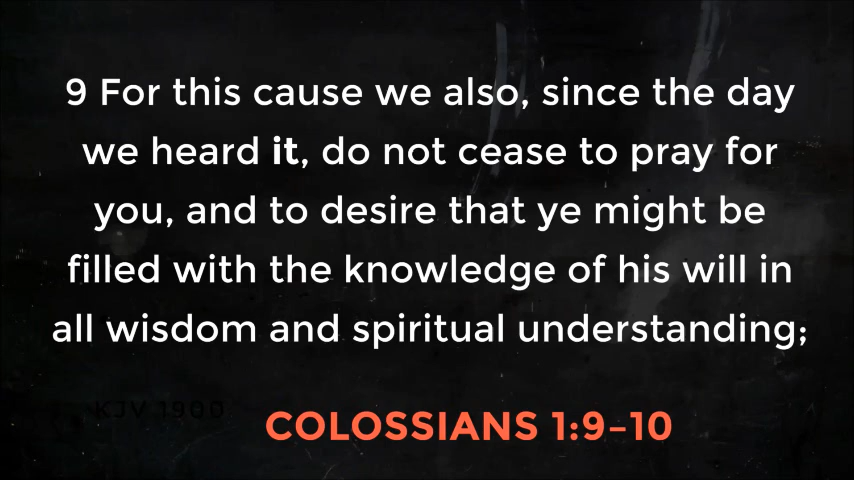 9 For this cause we also, since the day
we heard it, do not cease to pray for
you, and to desire that ye might be
filled with the knowledge of his will in
all wisdom and spiritual understanding;
KJV 1900
COLOSSIANS 1:9–10